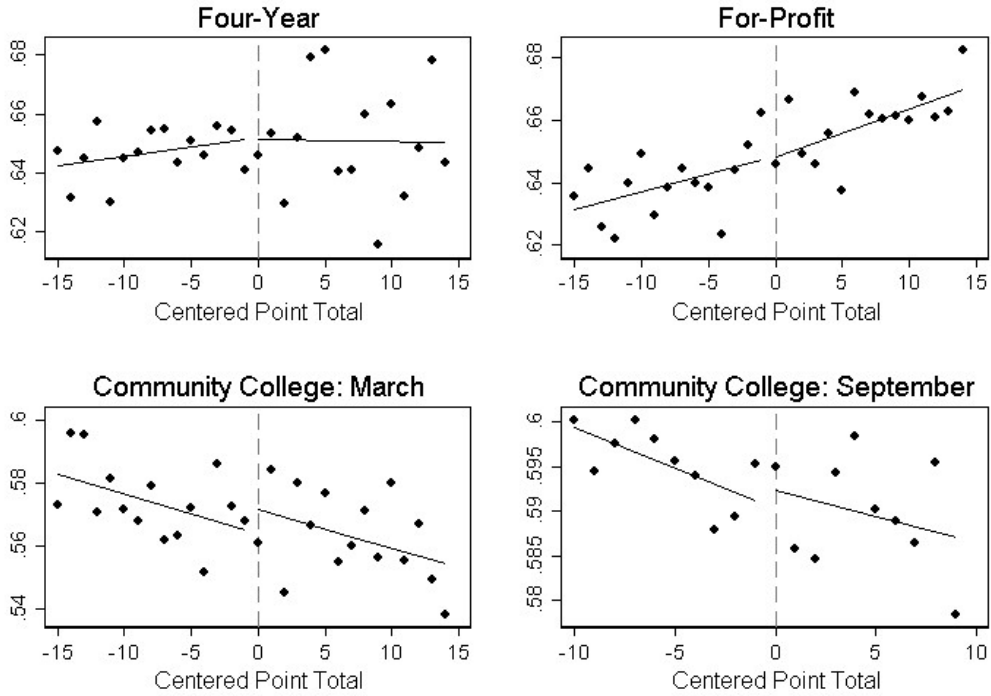 Four-Year
.68
.66
.64
.62
-15 -10 -5 0 5 10 15
Centered Point Total
For-Profit
.68
.66
.64
.62
-15 -10 -5 0 5 10 15
Centered Point Total
Community College: March
.6
.58
.56
.54
-15 -10 -5 0 5 10 15
Centered Point Total
Community College: September
.6
.595
.59
.585
.58
-10 -5 0 5 10
Centered Point Total